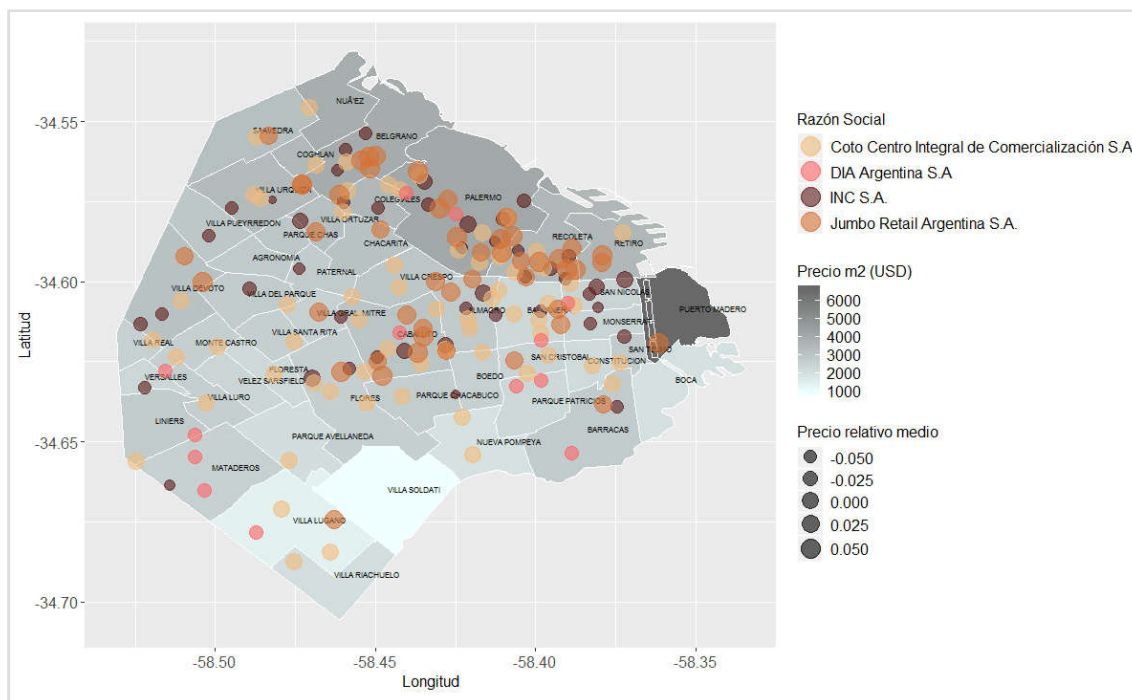 NUÃ'EZ
SAAVEDRA
BELGRANO
COGHLAN
VILLA URQUIZA
COLEGIALES
PALERMO
VILLA PUEYRREDON
VILLA ORTUZAR
PARQUE CHAS
CHACARITA
RECOLETA
RETIRO
AGRONOMIA
PATERNAL
VILLA CRESPO
VILLA DEVOTO
VILLA DEL PARQUE
SAN NICOLAS
ALMAGRO
BALVANERA
PUERTO MADERO
VILLA GRAL. MITRE
MONSERRAT
VILLA SANTA RITA
CABALLITO
VILLA REAL
MONTE CASTRO
SAN TELMO
SAN CRISTOBAL
CONSTITUCION
FLORESTA
VERSALLES
VELEZ SARSFIELD
BOEDO
BOCA
VILLA LURO
FLORES
PARQUE CHACABUCO
PARQUE PATRICIOS
LINIERS
BARRACAS
PARQUE AVELLANEDA
NUEVA POMPEYA
MATADEROS
VILLA SOLDATI
VILLA LUGANO
VILLA RIACHUELO
-34.55
-34.60
-34.65
-34.70
Latitud
-58.50
-58.45
-58.40
-58.35
Longitud
Razón Social
Coto Centro Integral de Comercialización S.A
DIA Argentina S.A
INC S.A.
Jumbo Retail Argentina S.A.
Precio m2 (USD)
6000
5000
4000
3000
2000
1000
Precio relativo medio
-0.050
-0.025
0.000
0.025
0.050